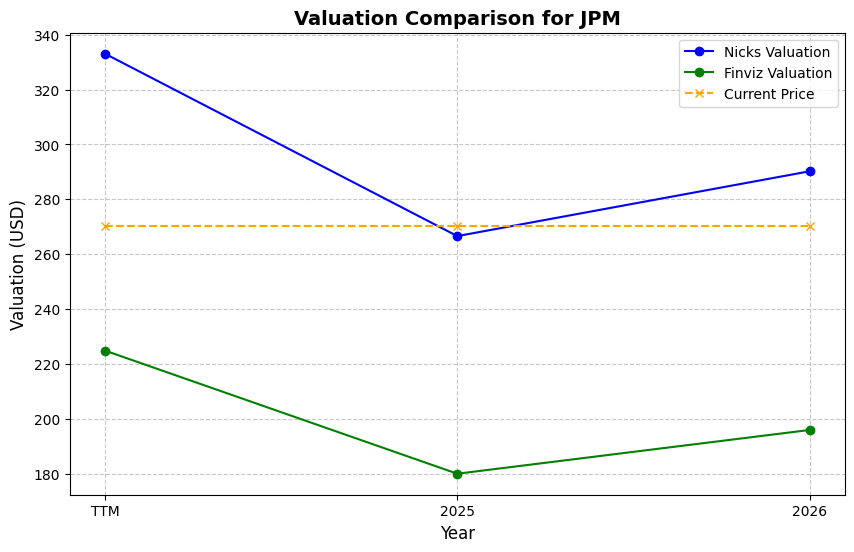 Valuation Comparison for JPM
Nicks Valuation
Finviz Valuation
Current Price
Valuation (USD)
340
320
300
280
260
240
220
200
180
TTM
2025
2026
Year